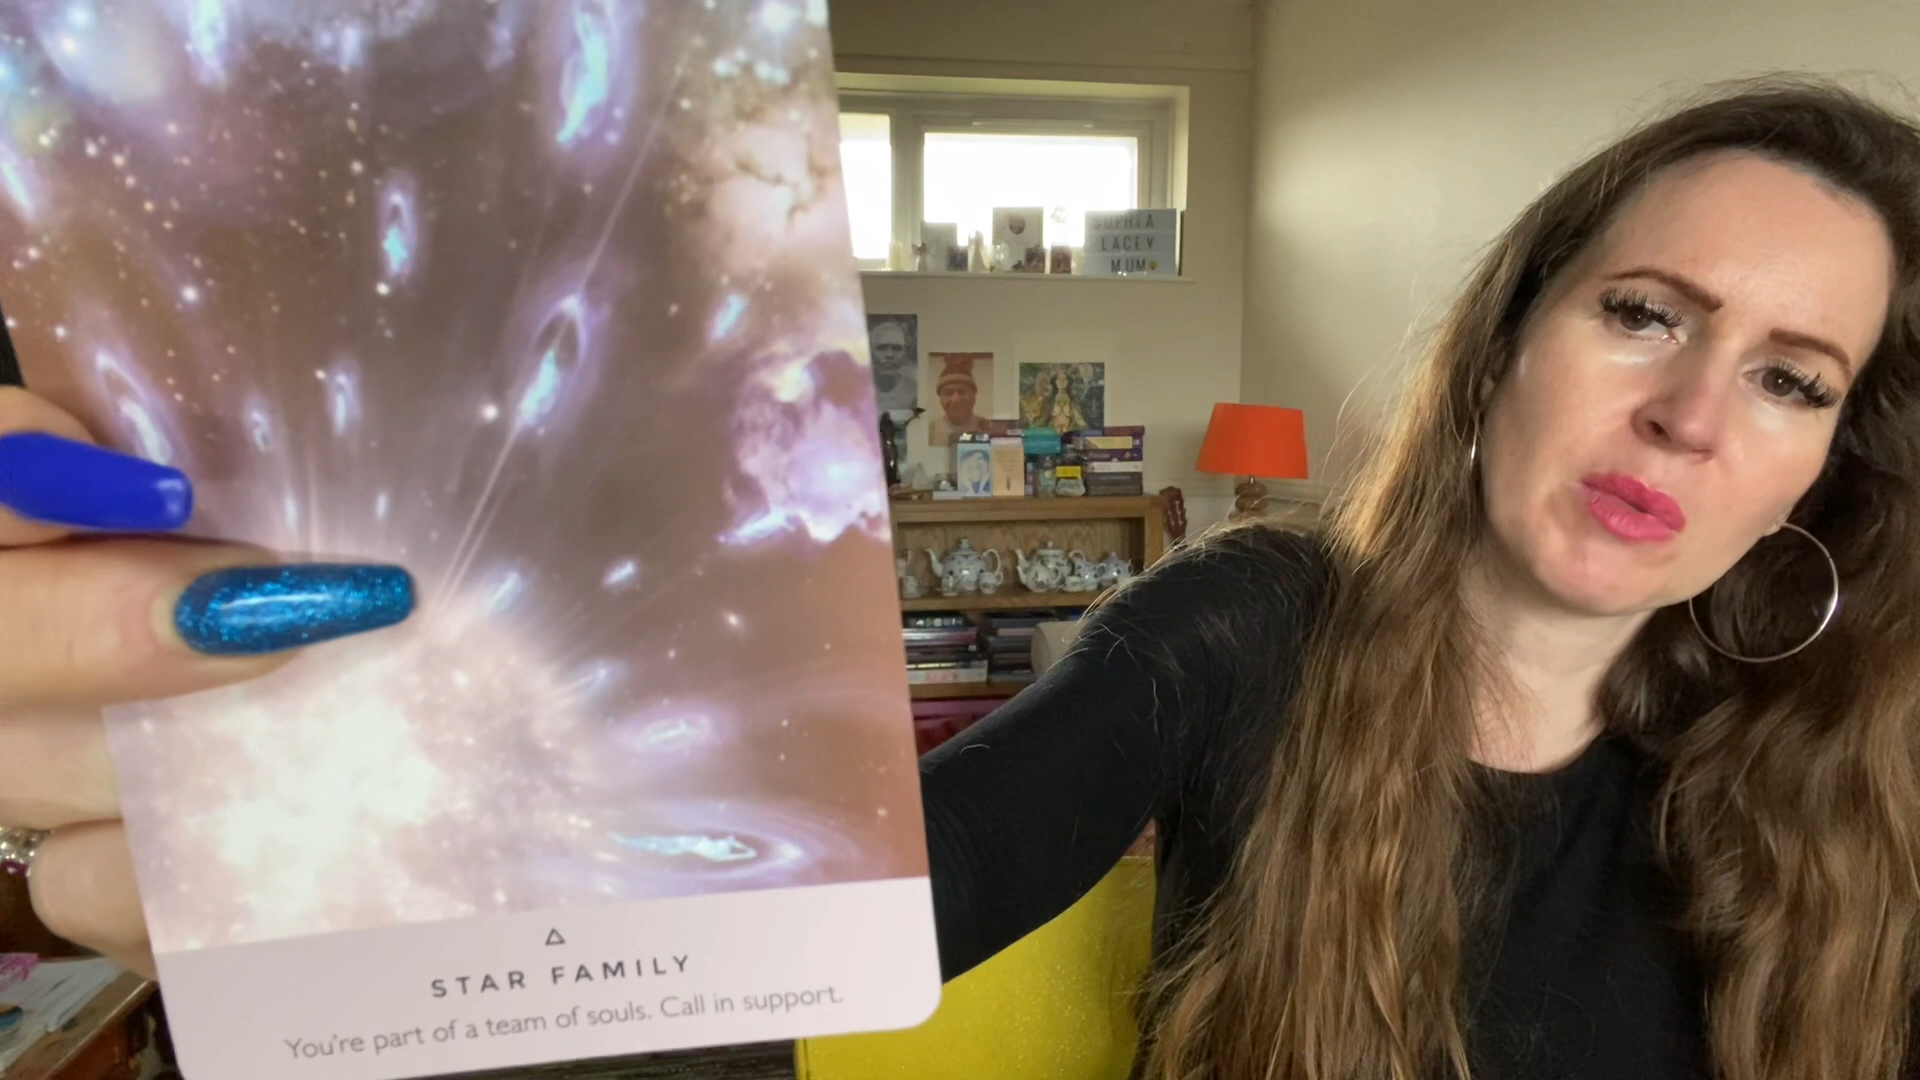 SOPHIA
LACEY
MUM
STAR FAMILY
You're part of a team of souls. Call in support.